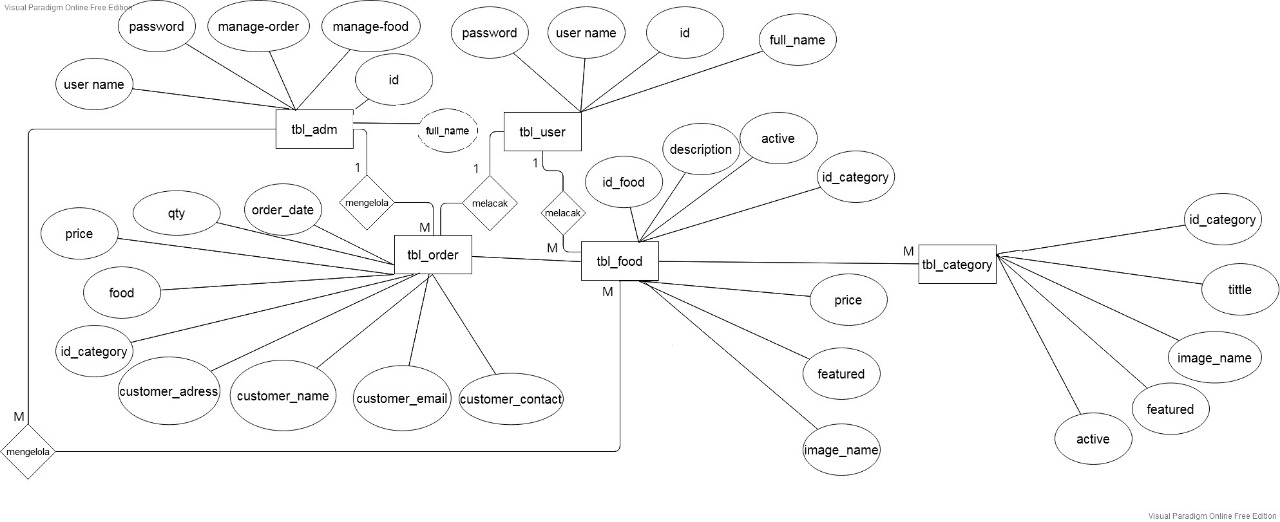 Visual Paradigm Online Free Edition
password
manage-order
manage-food
user name
id
tbl_adm
full_name
password
user name
id
full_name
tbl_user
1
mengelola
1
melacak
1
melacak
M
M
id_food
description
active
id_category
price
qty
order_date
tbl_order
food
id_category
customer_adress
customer_name
customer_email
customer_contact
tbl_food
M
price
featured
image_name
M
tbl_category
id_category
tittle
image_name
featured
active
M
mengelola
Visual Paradigm Online Free Edition